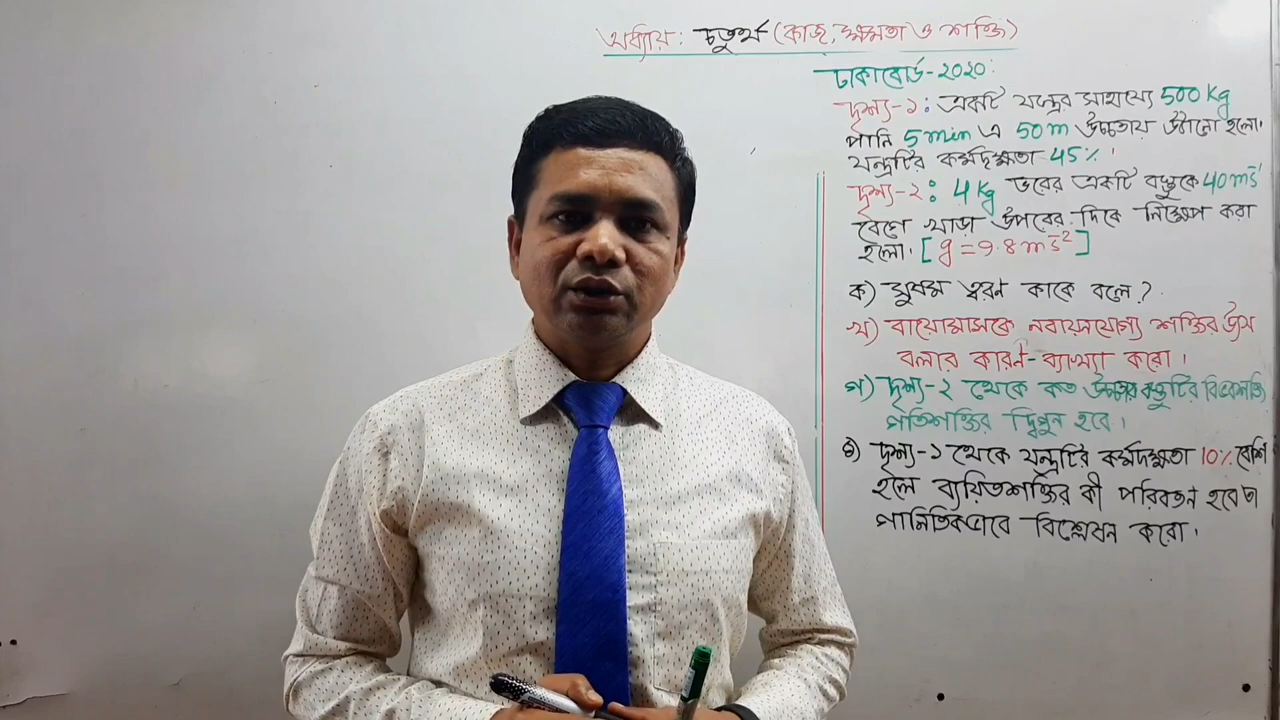 অধ্যায়: চতুর্থ (কাজ, ক্ষমতা ও শক্তি)
ঢাকাবোর্ড-২০২০:
দৃশ্য-১: একটি যন্ত্রের সাহায্যে 500 Kg
পানি 5 min এ 50 m উচ্চতায় উঠানো হলো।
যন্ত্রটির কর্মদক্ষতা 45%।
দৃশ্য-২: 4 Kg ভরের একটি বস্তুকে 40 ms⁻¹
বেগে খাড়া উপরের দিকে নিক্ষেপ করা
হলো। [g = 9.8 ms⁻²]
ক) সুষম ত্বরণ কাকে বলে?
খ) বায়োমাসকে নবায়নযোগ্য শক্তির উৎস
বলার কারণ- ব্যাখ্যা করো।
গ) দৃশ্য-২ থেকে কত উচ্চতায় বস্তুটির বিভবশক্তি
গতিশক্তির দ্বিগুন হবে।
ঘ) দৃশ্য-১ থেকে যন্ত্রটির কর্মদক্ষতা 10% বেশি
হলে ব্যয়িতশক্তির কী পরিবর্তন হবে তা
গানিতিকভাবে বিশ্লেষন করো।